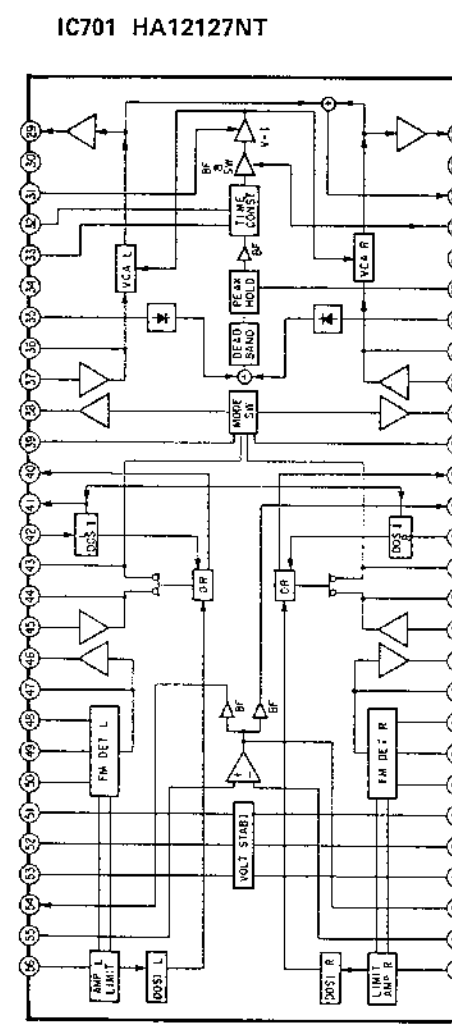 IC701 HA12127NT
29
30
31
32
33
34
35
36
37
38
39
40
41
42
43
44
45
46
47
48
49
50
51
52
53
54
55
56
+
V-I
BF
&
SW
TIME
CONST
BF
VCA L
VCA R
PEAK
HOLD
DEAD
BAND
+
MODE
SW
DOS
DOS
R
OR
OR
BF
BF
+
-
FM DET L
FM DET R
VOLT STABI
AMP L
LIMIT
DOS1 L
DOS1 R
LIMIT
AMP R